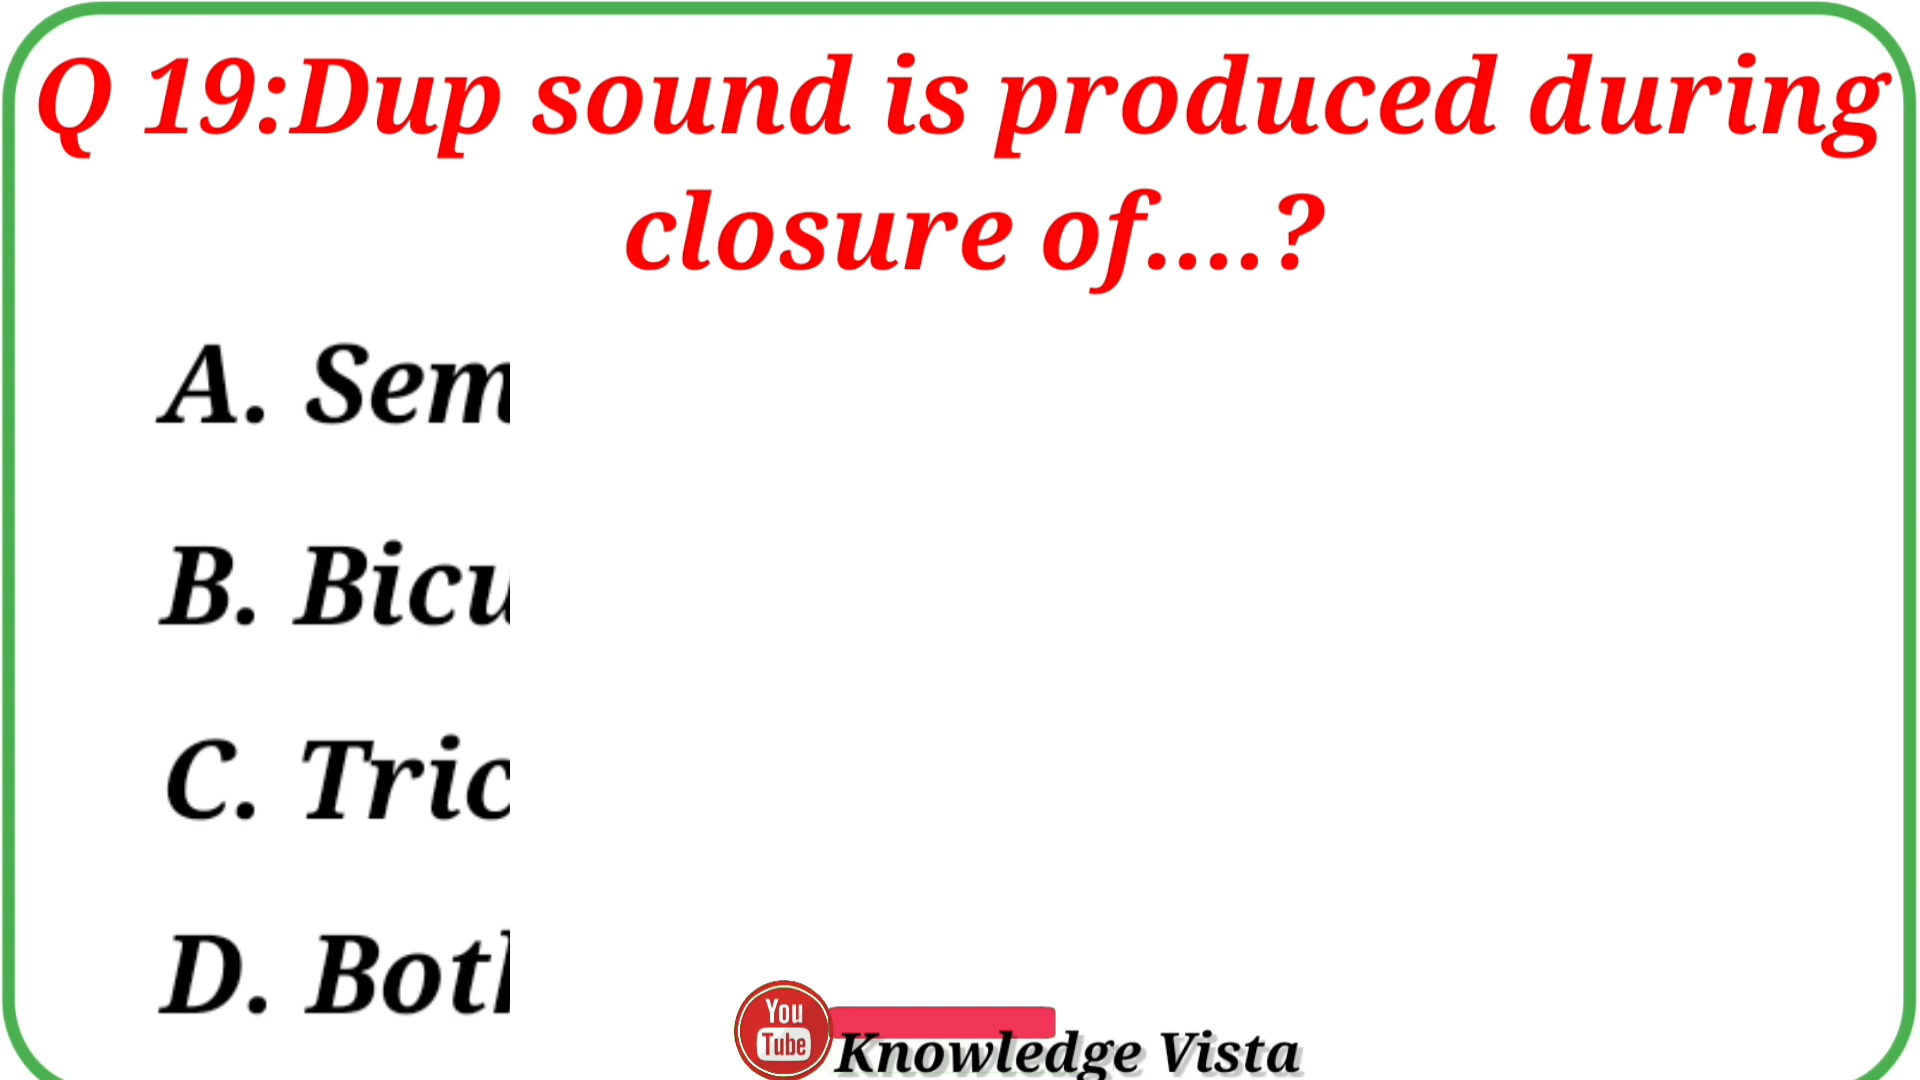 Q 19:Dup sound is produced during
closure of....?
A. Sem
B. Bicu
C. Tric
D. Bot
You
Tube
Knowledge Vista